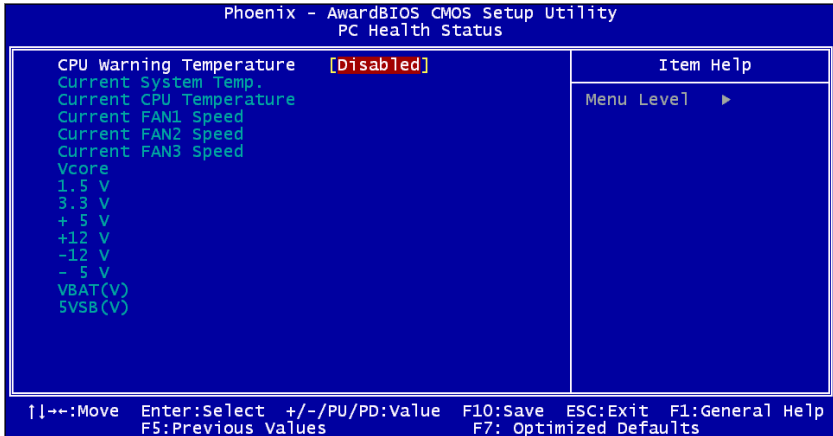 Phoenix - AwardBIOS CMOS Setup Utility
PC Health Status
CPU Warning Temperature [Disabled]
Current System Temp.
Current CPU Temperature
Current FAN1 Speed
Current FAN2 Speed
Current FAN3 Speed
Vcore
1.5 V
3.3 V
+ 5 V
+12 V
-12 V
- 5 V
VBAT(V)
5VSB(V)
Item Help
Menu Level ▶
↑↓→←:Move Enter:Select +/-/PU/PD:Value F10:Save ESC:Exit F1:General Help
F5:Previous Values F7: Optimized Defaults